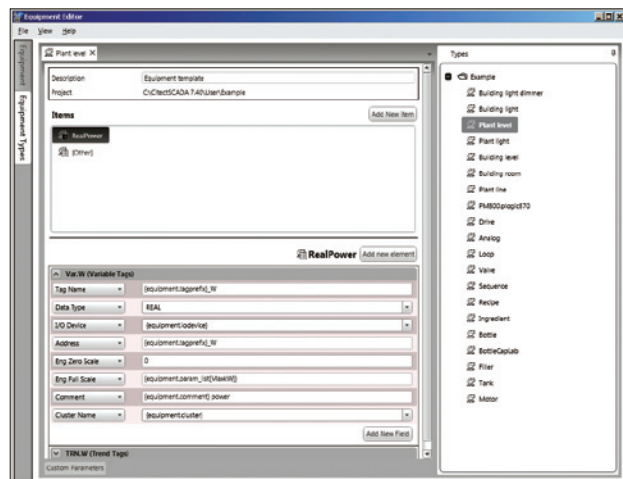 Equipment Editor
File View Help
Equipment
Equipment Types
Plant level
Description Equipment template
Project C:\CitectSCADA 7.40\User\Example
Items Add New Item
RealPower
[Other]
RealPower Add new element
Var.W (Variable Tags)
Tag Name {equipment.tagprefix}_W
Data Type REAL
I/O Device {equipment.iodevice}
Address {equipment.tagprefix}_W
Eng Zero Scale 0
Eng Full Scale
Comment {equipment.comment} power
Cluster Name {equipment.cluster}
Add New Field
TRN.W (Trend Tags)
Custom Parameters
Types
Example
Building light dimmer
Building light
Plant level
Plant light
Building level
Building room
Plant line
Drive
Analog
Loop
Valve
Sequence
Recipe
Ingredient
Bottle
BottleCapLab
Filler
Tank
Motor